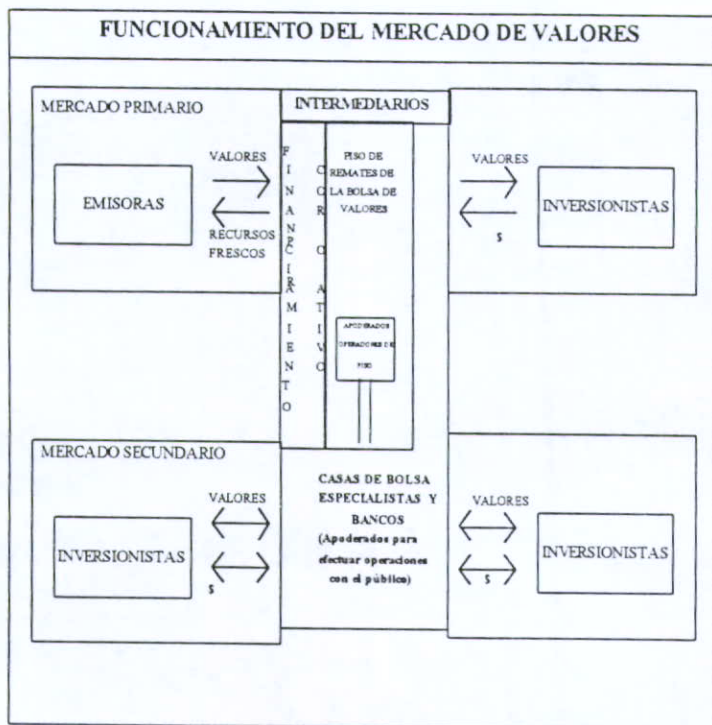 FUNCIONAMIENTO DEL MERCADO DE VALORES
MERCADO PRIMARIO
VALORES
EMISORAS
RECURSOS
FRESCOS
INTERMEDIARIOS
FINANCIAMIENTO
CORPORATIVO
PISO DE
REMATES DE
LA BOLSA DE
VALORES
APODERADOS
OPERADORES DE
PISO
VALORES
INVERSIONISTAS
$
MERCADO SECUNDARIO
VALORES
INVERSIONISTAS
$
CASAS DE BOLSA
ESPECIALISTAS Y
BANCOS
(Apoderados para
efectuar operaciones
con el público)
VALORES
INVERSIONISTAS
$